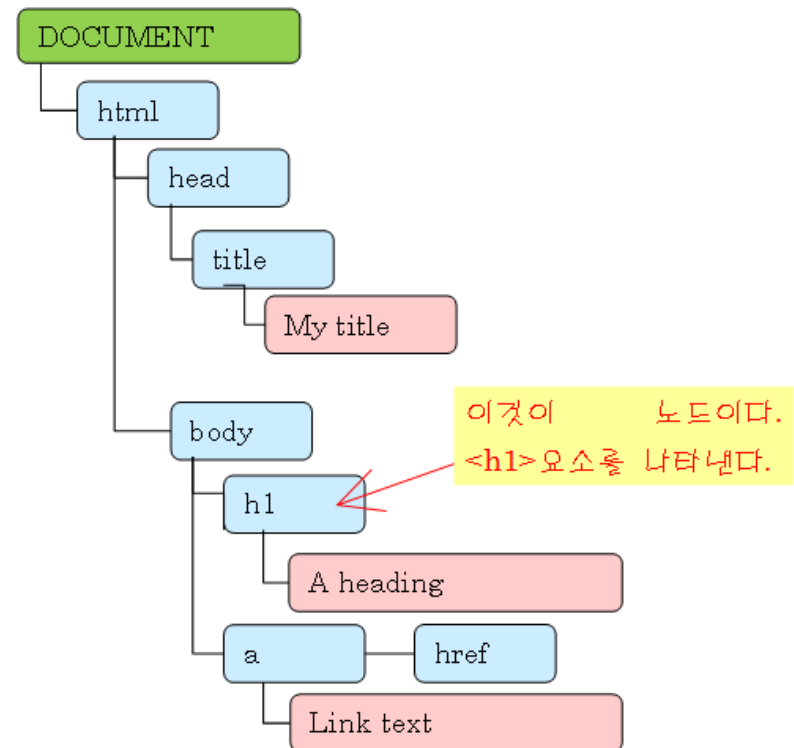 DOCUMENT
html
head
title
My title
body
이것이 노드이다.
<h1>요소를 나타낸다.
h1
A heading
a
href
Link text